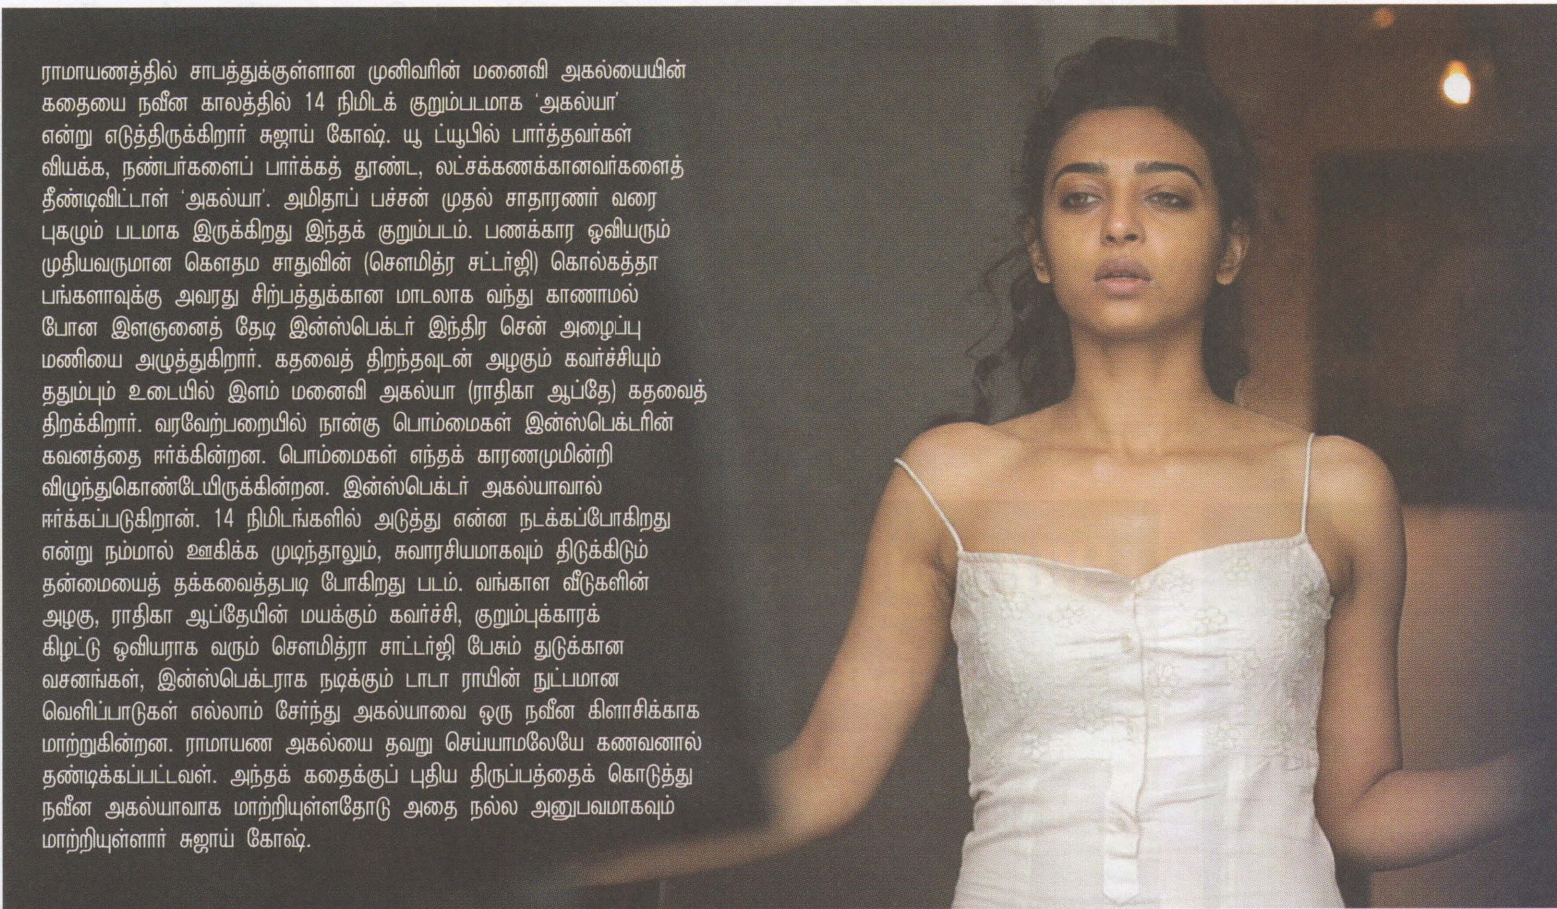 ராமாயணத்தில் சாபத்துக்குள்ளான முனிவரின் மனைவி அகல்யையின்
கதையை நவீன காலத்தில் 14 நிமிடக் குறும்படமாக ‘அகல்யா’
என்று எடுத்திருக்கிறார் சுஜாய் கோஷ். யூ ட்யூபில் பார்த்தவர்கள்
வியக்க, நண்பர்களைப் பார்க்கத் தூண்ட, லட்சக்கணக்கானவர்களைத்
தீண்டிவிட்டாள் ‘அகல்யா’. அமிதாப் பச்சன் முதல் சாதாரணர் வரை
புகழும் படமாக இருக்கிறது இந்தக் குறும்படம். பணக்கார ஓவியரும்
முதியவருமான கௌதம சாதுவின் (சௌமித்ர சட்டர்ஜி) கொல்கத்தா
பங்களாவுக்கு அவரது சிற்பத்துக்கான மாடலாக வந்து காணாமல்
போன இளஞனைத் தேடி இன்ஸ்பெக்டர் இந்திர சென் அழைப்பு
மணியை அழுத்துகிறார். கதவைத் திறந்தவுடன் அழகும் கவர்ச்சியும்
ததும்பும் உடையில் இளம் மனைவி அகல்யா (ராதிகா ஆப்தே) கதவைத்
திறக்கிறார். வரவேற்பறையில் நான்கு பொம்மைகள் இன்ஸ்பெக்டரின்
கவனத்தை ஈர்க்கின்றன. பொம்மைகள் எந்தக் காரணமுமின்றி
விழுந்துகொண்டேயிருக்கின்றன. இன்ஸ்பெக்டர் அகல்யாவால்
ஈர்க்கப்படுகிறான். 14 நிமிடங்களில் அடுத்து என்ன நடக்கப்போகிறது
என்று நம்மால் ஊகிக்க முடிந்தாலும், சுவாரசியமாகவும் திடுக்கிடும்
தன்மையைத் தக்கவைத்தபடி போகிறது படம். வங்காள வீடுகளின்
அழகு, ராதிகா ஆப்தேயின் மயக்கும் கவர்ச்சி, குறும்புக்காரக்
கிழட்டு ஓவியராக வரும் சௌமித்ரா சாட்டர்ஜி பேசும் துடுக்கான
வசனங்கள், இன்ஸ்பெக்டராக நடிக்கும் டாடா ராயின் நுட்பமான
வெளிப்பாடுகள் எல்லாம் சேர்ந்து அகல்யாவை ஒரு நவீன கிளாசிக்காக
மாற்றுகின்றன. ராமாயண அகல்யை தவறு செய்யாமலேயே கணவனால்
தண்டிக்கப்பட்டவள். அந்தக் கதைக்குப் புதிய திருப்பத்தைக் கொடுத்து
நவீன அகல்யாவாக மாற்றியுள்ளதோடு அதை நல்ல அனுபவமாகவும்
மாற்றியுள்ளார் சுஜாய் கோஷ்.